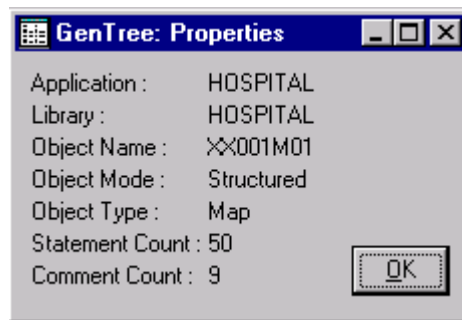 GenTree: Properties
Application : HOSPITAL
Library : HOSPITAL
Object Name : XX001M01
Object Mode : Structured
Object Type : Map
Statement Count : 50
Comment Count : 9
OK